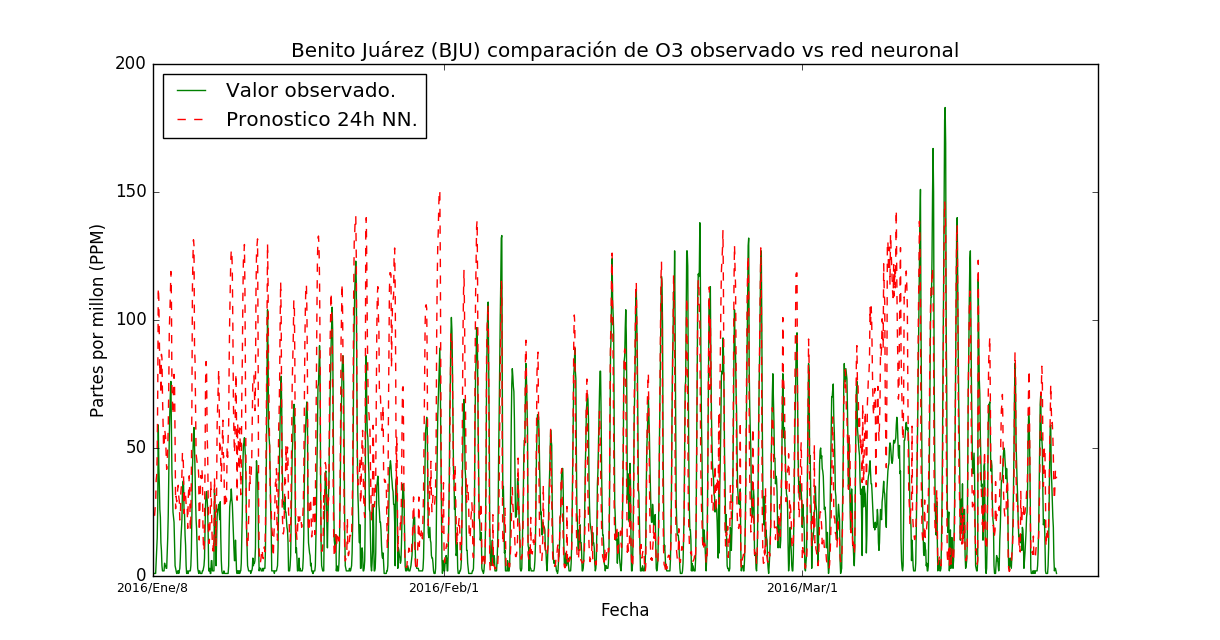 Benito Juárez (BJU) comparación de O3 observado vs red neuronal
200
Valor observado.
Pronostico 24h NN.
150
100
50
0
Partes por millon (PPM)
2016/Ene/8
2016/Feb/1
2016/Mar/1
Fecha